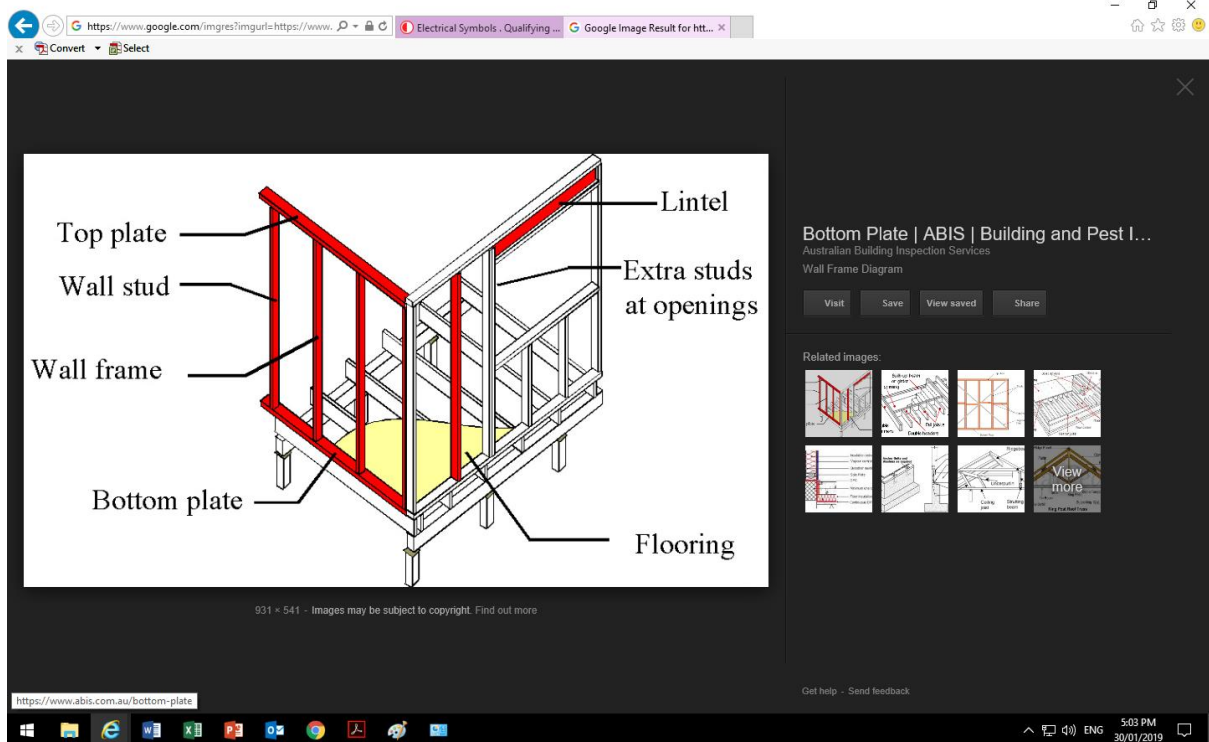 https://www.google.com/imgres?imgurl=https://www.
Electrical Symbols . Qualifying ...
Google Image Result for htt...
x Convert Select
Top plate
Wall stud
Wall frame
Bottom plate
Lintel
Extra studs
at openings
Flooring
931 × 541 - Images may be subject to copyright. Find out more
Bottom Plate | ABIS | Building and Pest I...
Australian Building Inspection Services
Wall Frame Diagram
Visit Save View saved Share
Related images:
View
more
Get help - Send feedback
https://www.abis.com.au/bottom-plate
ENG
5:03 PM
30/01/2019